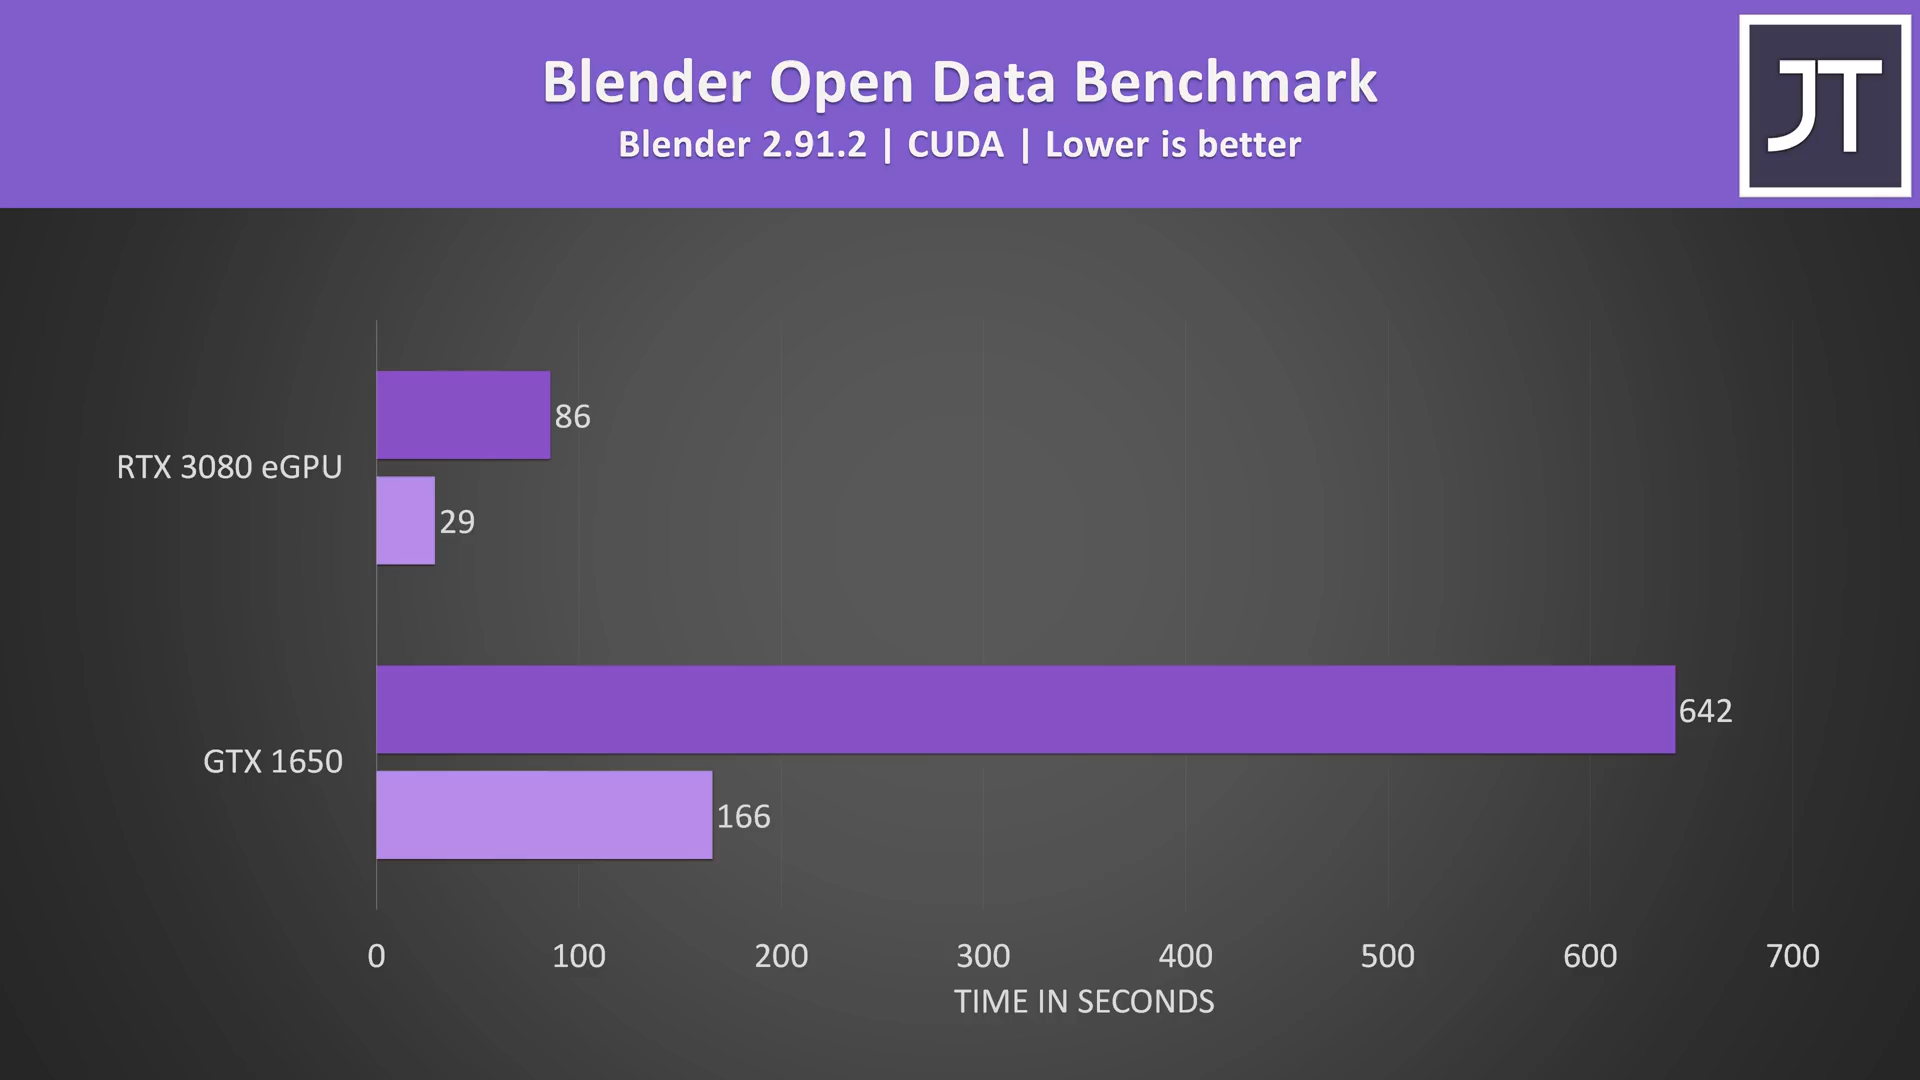 Blender Open Data Benchmark
Blender 2.91.2 | CUDA | Lower is better
JT
RTX 3080 eGPU
86
29
GTX 1650
642
166
0 100 200 300 400 500 600 700
TIME IN SECONDS